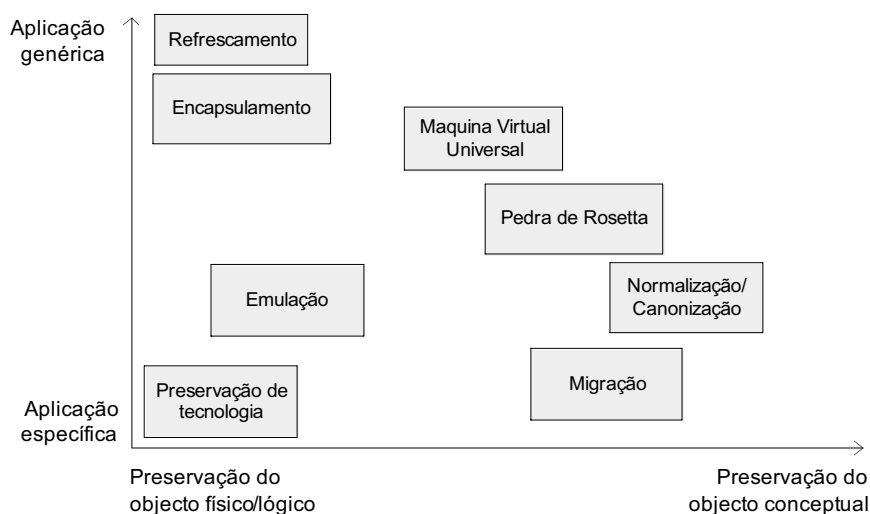 Aplicação
genérica
Refrescamento
Encapsulamento
Maquina Virtual
Universal
Pedra de Rosetta
Emulação
Normalização/
Canonização
Preservação de
tecnologia
Migração
Aplicação
específica
Preservação do
objecto físico/lógico
Preservação do
objecto conceptual